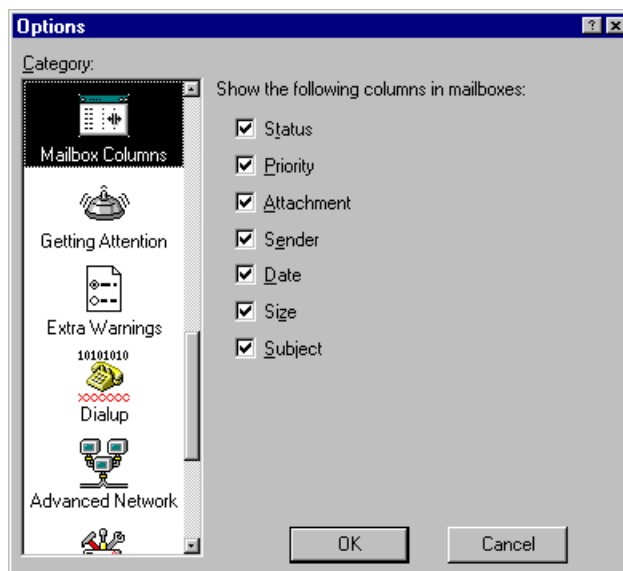 Options
Category:
Mailbox Columns
Getting Attention
Extra Warnings
10101010
Dialup
Advanced Network
Show the following columns in mailboxes:
Status
Priority
Attachment
Sender
Date
Size
Subject
OK
Cancel